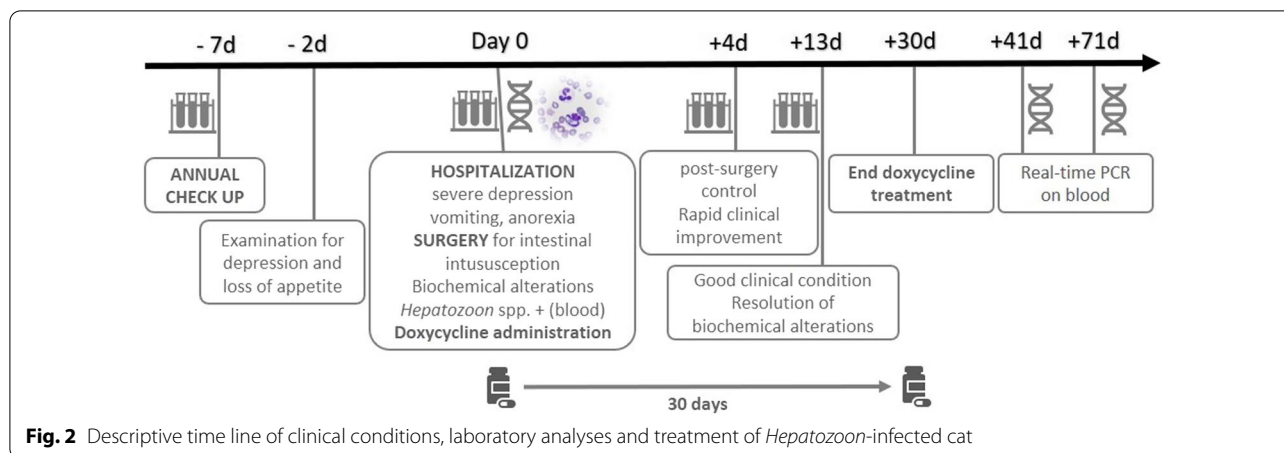 - 7d
- 2d
Day 0
+4d
+13d
+30d
+41d
+71d
ANNUAL
CHECK UP
Examination for
depression and
loss of appetite
HOSPITALIZATION
severe depression
vomiting, anorexia
SURGERY for intestinal
intususception
Biochemical alterations
Hepatozoon spp. + (blood)
Doxycycline administration
post-surgery
control
Rapid clinical
improvement
Good clinical condition
Resolution of
biochemical alterations
End doxycycline
treatment
Real-time PCR
on blood
30 days
Fig. 2 Descriptive time line of clinical conditions, laboratory analyses and treatment of Hepatozoon-infected cat